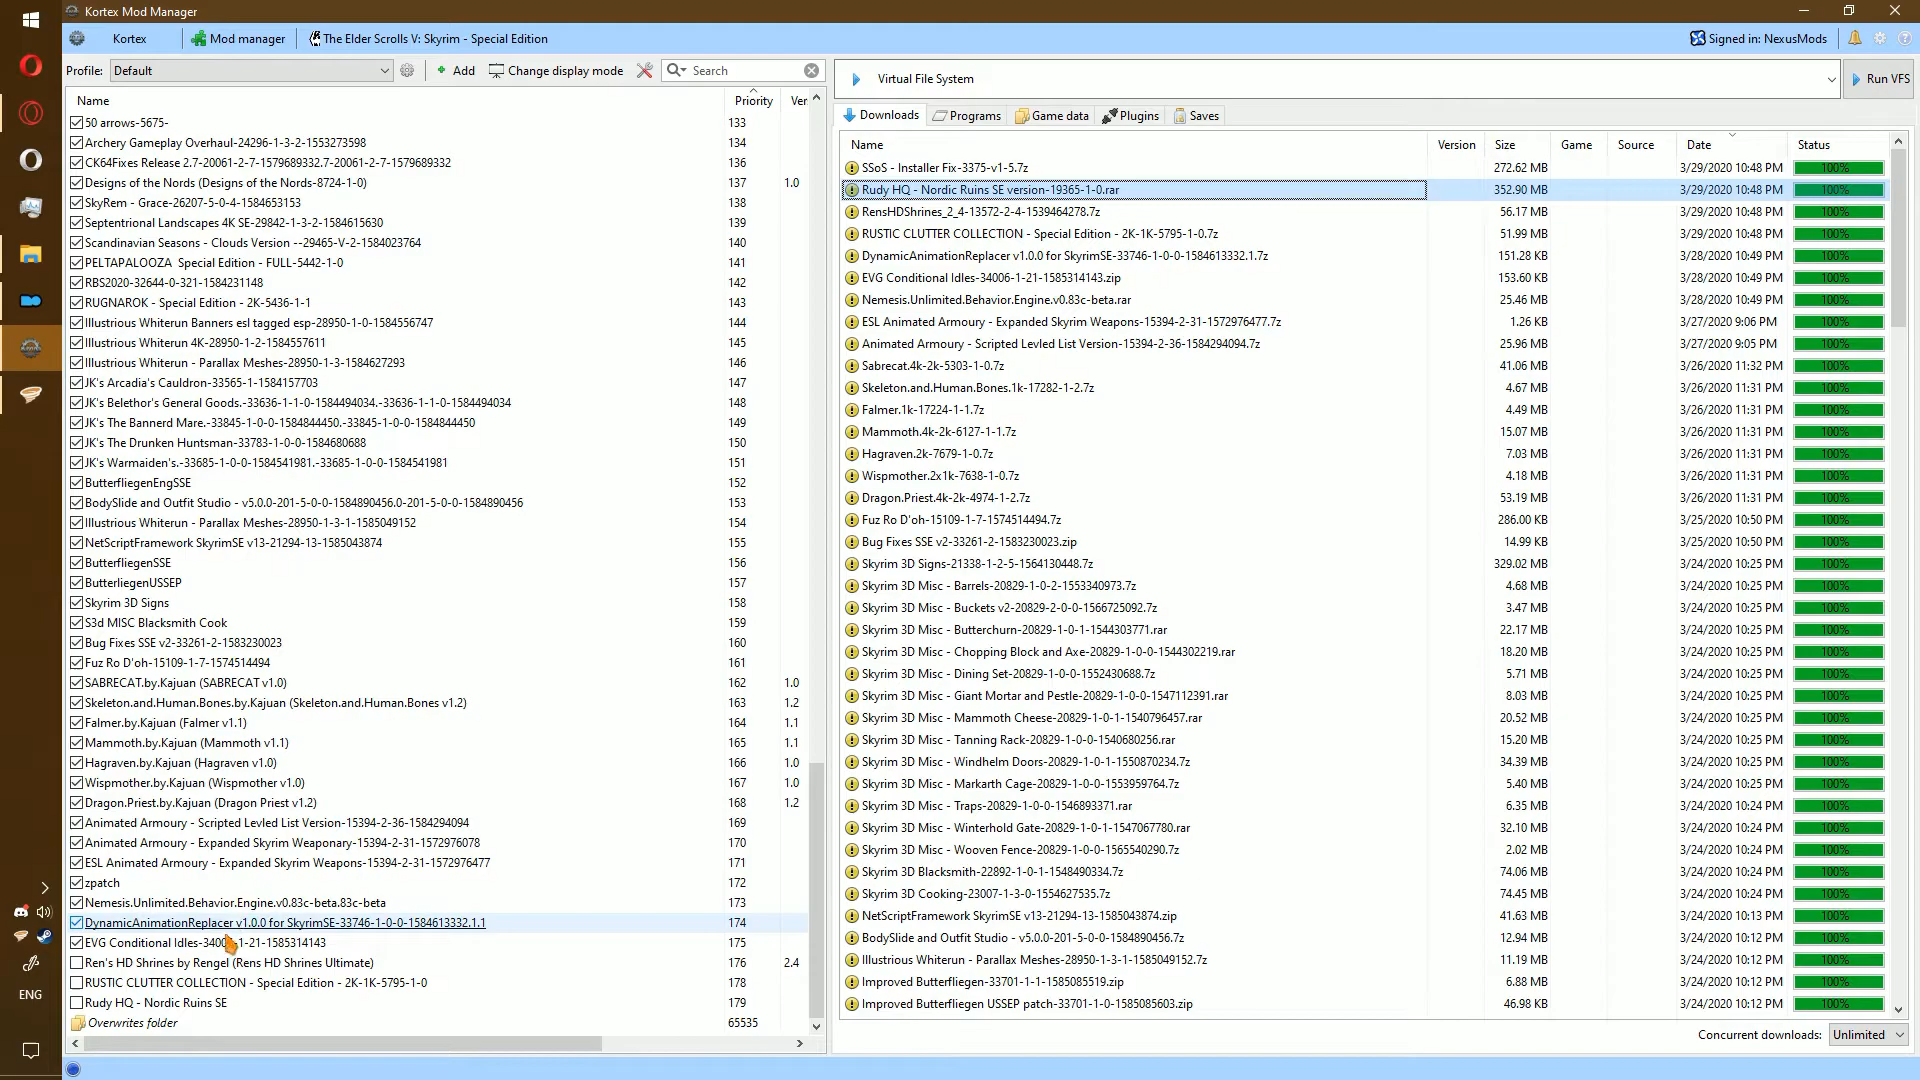 Kortex Mod Manager
Kortex
Mod manager
The Elder Scrolls V: Skyrim - Special Edition
Signed in: NexusMods
Profile: Default
Add
Change display mode
Search
Virtual File System
Run VFS
Name Priority Ver
50 arrows-5675- 133
Archery Gameplay Overhaul-24296-1-3-2-1553273598 134
CK64Fixes Release 2.7-20061-2-7-1579689332.7-20061-2-7-1579689332 136
Designs of the Nords (Designs of the Nords-8724-1-0) 137 1.0
SkyRem - Grace-26207-5-0-4-1584653153 138
Septentrional Landscapes 4K SE-29842-1-3-2-1584615630 139
Scandinavian Seasons - Clouds Version --29465-V-2-1584023764 140
PELTAPALOOZA  Special Edition - FULL-5442-1-0 141
RBS2020-32644-0-321-1584231148 142
RUGNAROK - Special Edition - 2K-5436-1-1 143
Illustrious Whiterun Banners esl tagged esp-28950-1-0-1584556747 144
Illustrious Whiterun 4K-28950-1-2-1584557611 145
Illustrious Whiterun - Parallax Meshes-28950-1-3-1584627293 146
JK's Arcadia's Cauldron-33565-1-1584157703 147
JK's Belethor's General Goods.-33636-1-1-0-1584494034.-33636-1-1-0-1584494034 148
JK's The Bannerd Mare.-33845-1-0-0-1584844450.-33845-1-0-0-1584844450 149
JK's The Drunken Huntsman-33783-1-0-0-1584680688 150
JK's Warmaiden's.-33685-1-0-0-1584541981.-33685-1-0-0-1584541981 151
ButterfliegenEngSSE 152
BodySlide and Outfit Studio - v5.0.0-201-5-0-0-1584890456.0-201-5-0-0-1584890456 153
Illustrious Whiterun - Parallax Meshes-28950-1-3-1-1585049152 154
NetScriptFramework SkyrimSE v13-21294-13-1585043874 155
ButterfliegenSSE 156
ButterliegenUSSEP 157
Skyrim 3D Signs 158
S3d MISC Blacksmith Cook 159
Bug Fixes SSE v2-33261-2-1583230023 160
Fuz Ro D'oh-15109-1-7-1574514494 161
SABRECAT.by.Kajuan (SABRECAT v1.0) 162 1.0
Skeleton.and.Human.Bones.by.Kajuan (Skeleton.and.Human.Bones v1.2) 163 1.2
Falmer.by.Kajuan (Falmer v1.1) 164 1.1
Mammoth.by.Kajuan (Mammoth v1.1) 165 1.1
Hagraven.by.Kajuan (Hagraven v1.0) 166 1.0
Wispmother.by.Kajuan (Wispmother v1.0) 167 1.0
Dragon.Priest.by.Kajuan (Dragon Priest v1.2) 168 1.2
Animated Armoury - Scripted Levled List Version-15394-2-36-1584294094 169
Animated Armoury - Expanded Skyrim Weaponary-15394-2-31-1572976078 170
ESL Animated Armoury - Expanded Skyrim Weapons-15394-2-31-1572976477 171
zpatch 172
Nemesis.Unlimited.Behavior.Engine.v0.83c-beta.83c-beta 173
DynamicAnimationReplacer v1.0.0 for SkyrimSE-33746-1-0-0-1584613332.1.1 174
EVG Conditional Idles-34006-1-21-1585314143 175
Ren's HD Shrines by Rengel (Rens HD Shrines Ultimate) 176 2.4
RUSTIC CLUTTER COLLECTION - Special Edition - 2K-1K-5795-1-0 178
Rudy HQ - Nordic Ruins SE 179
Overwrites folder 65535
Downloads Programs Game data Plugins Saves
Name Version Size Game Source Date Status
SSoS - Installer Fix-3375-v1-5.7z 272.62 MB 3/29/2020 10:48 PM 100%
Rudy HQ - Nordic Ruins SE version-19365-1-0.rar 352.90 MB 3/29/2020 10:48 PM 100%
RensHDShrines_2_4-13572-2-4-1539464278.7z 56.17 MB 3/29/2020 10:48 PM 100%
RUSTIC CLUTTER COLLECTION - Special Edition - 2K-1K-5795-1-0.7z 51.99 MB 3/29/2020 10:48 PM 100%
DynamicAnimationReplacer v1.0.0 for SkyrimSE-33746-1-0-0-1584613332.1.7z 151.28 KB 3/28/2020 10:49 PM 100%
EVG Conditional Idles-34006-1-21-1585314143.zip 153.60 KB 3/28/2020 10:49 PM 100%
Nemesis.Unlimited.Behavior.Engine.v0.83c-beta.rar 25.46 MB 3/28/2020 10:49 PM 100%
ESL Animated Armoury - Expanded Skyrim Weapons-15394-2-31-1572976477.7z 1.26 KB 3/27/2020 9:06 PM 100%
Animated Armoury - Scripted Levled List Version-15394-2-36-1584294094.7z 25.96 MB 3/27/2020 9:05 PM 100%
Sabrecat.4k-2k-5303-1-0.7z 41.06 MB 3/26/2020 11:32 PM 100%
Skeleton.and.Human.Bones.1k-17282-1-2.7z 4.67 MB 3/26/2020 11:31 PM 100%
Falmer.1k-17224-1-1.7z 4.49 MB 3/26/2020 11:31 PM 100%
Mammoth.4k-2k-6127-1-1.7z 15.07 MB 3/26/2020 11:31 PM 100%
Hagraven.2k-7679-1-0.7z 7.03 MB 3/26/2020 11:31 PM 100%
Wispmother.2x1k-7638-1-0.7z 4.18 MB 3/26/2020 11:31 PM 100%
Dragon.Priest.4k-2k-4974-1-2.7z 53.19 MB 3/26/2020 11:31 PM 100%
Fuz Ro D'oh-15109-1-7-1574514494.7z 286.00 KB 3/25/2020 10:50 PM 100%
Bug Fixes SSE v2-33261-2-1583230023.zip 14.99 KB 3/25/2020 10:50 PM 100%
Skyrim 3D Signs-21338-1-2-5-1564130448.7z 329.02 MB 3/24/2020 10:25 PM 100%
Skyrim 3D Misc - Barrels-20829-1-0-2-1553340973.7z 4.68 MB 3/24/2020 10:25 PM 100%
Skyrim 3D Misc - Buckets v2-20829-2-0-0-1566725092.7z 3.47 MB 3/24/2020 10:25 PM 100%
Skyrim 3D Misc - Butterchurn-20829-1-0-1-1544303771.rar 22.17 MB 3/24/2020 10:25 PM 100%
Skyrim 3D Misc - Chopping Block and Axe-20829-1-0-0-1544302219.rar 18.20 MB 3/24/2020 10:25 PM 100%
Skyrim 3D Misc - Dining Set-20829-1-0-0-1552430688.7z 5.71 MB 3/24/2020 10:25 PM 100%
Skyrim 3D Misc - Giant Mortar and Pestle-20829-1-0-0-1547112391.rar 8.03 MB 3/24/2020 10:25 PM 100%
Skyrim 3D Misc - Mammoth Cheese-20829-1-0-1-1540796457.rar 20.52 MB 3/24/2020 10:25 PM 100%
Skyrim 3D Misc - Tanning Rack-20829-1-0-0-1540680256.rar 15.20 MB 3/24/2020 10:25 PM 100%
Skyrim 3D Misc - Windhelm Doors-20829-1-0-1-1550870234.7z 34.39 MB 3/24/2020 10:25 PM 100%
Skyrim 3D Misc - Markarth Cage-20829-1-0-0-1553959764.7z 5.40 MB 3/24/2020 10:25 PM 100%
Skyrim 3D Misc - Traps-20829-1-0-0-1546893371.rar 6.35 MB 3/24/2020 10:24 PM 100%
Skyrim 3D Misc - Winterhold Gate-20829-1-0-1-1547067780.rar 32.10 MB 3/24/2020 10:24 PM 100%
Skyrim 3D Misc - Wooven Fence-20829-1-0-0-1565540290.7z 2.02 MB 3/24/2020 10:24 PM 100%
Skyrim 3D Blacksmith-22892-1-0-1-1548490334.7z 74.06 MB 3/24/2020 10:24 PM 100%
Skyrim 3D Cooking-23007-1-3-0-1554627535.7z 74.45 MB 3/24/2020 10:24 PM 100%
NetScriptFramework SkyrimSE v13-21294-13-1585043874.zip 41.63 MB 3/24/2020 10:13 PM 100%
BodySlide and Outfit Studio - v5.0.0-201-5-0-0-1584890456.7z 12.94 MB 3/24/2020 10:12 PM 100%
Illustrious Whiterun - Parallax Meshes-28950-1-3-1-1585049152.7z 11.19 MB 3/24/2020 10:12 PM 100%
Improved Butterfliegen-33701-1-1-1585085519.zip 6.88 MB 3/24/2020 10:12 PM 100%
Improved Butterfliegen USSEP patch-33701-1-0-1585085603.zip 46.98 KB 3/24/2020 10:12 PM 100%
Concurrent downloads: Unlimited
ENG